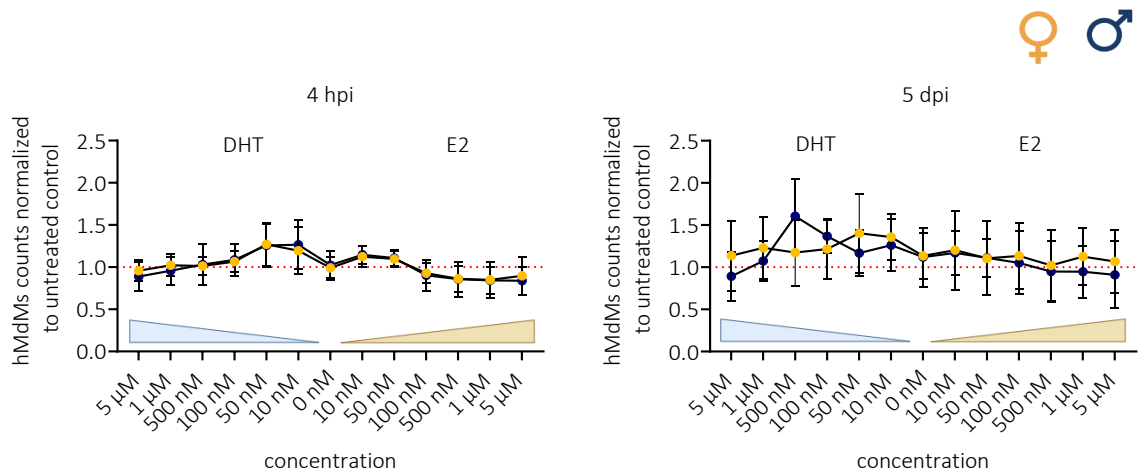 4 hpi
hMdMs counts normalized
to untreated control
2.5
2.0
1.5
1.0
0.5
0.0
DHT
E2
5 µM
1 µM
500 nM
100 nM
50 nM
10 nM
0 nM
10 nM
50 nM
100 nM
500 nM
1 µM
5 µM
concentration
5 dpi
hMdMs counts normalized
to untreated control
2.5
2.0
1.5
1.0
0.5
0.0
DHT
E2
5 µM
1 µM
500 nM
100 nM
50 nM
10 nM
0 nM
10 nM
50 nM
100 nM
500 nM
1 µM
5 µM
concentration